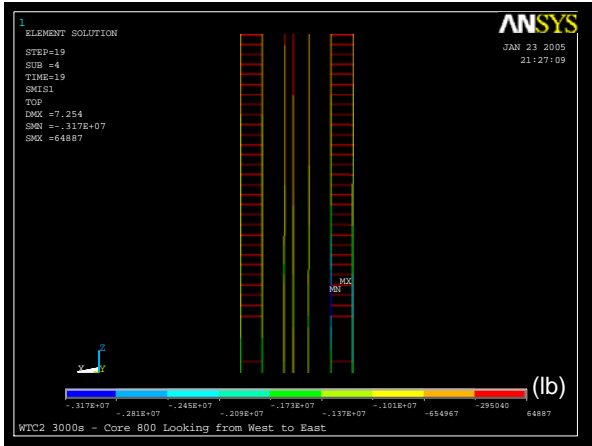 1
ELEMENT SOLUTION
ANSYS
JAN 23 2005
21:27:09
STEP=19
SUB =4
TIME=19
SMIS1
TOP
DMX =7.254
SMN =-.317E+07
SMX =64887
MX
MN
Z
X Y
(lb)
-.317E+07 -.281E+07 -.245E+07 -.209E+07 -.173E+07 -.137E+07 -.101E+07 -654967 -295040 64887
WTC2 3000s - Core 800 Looking from West to East